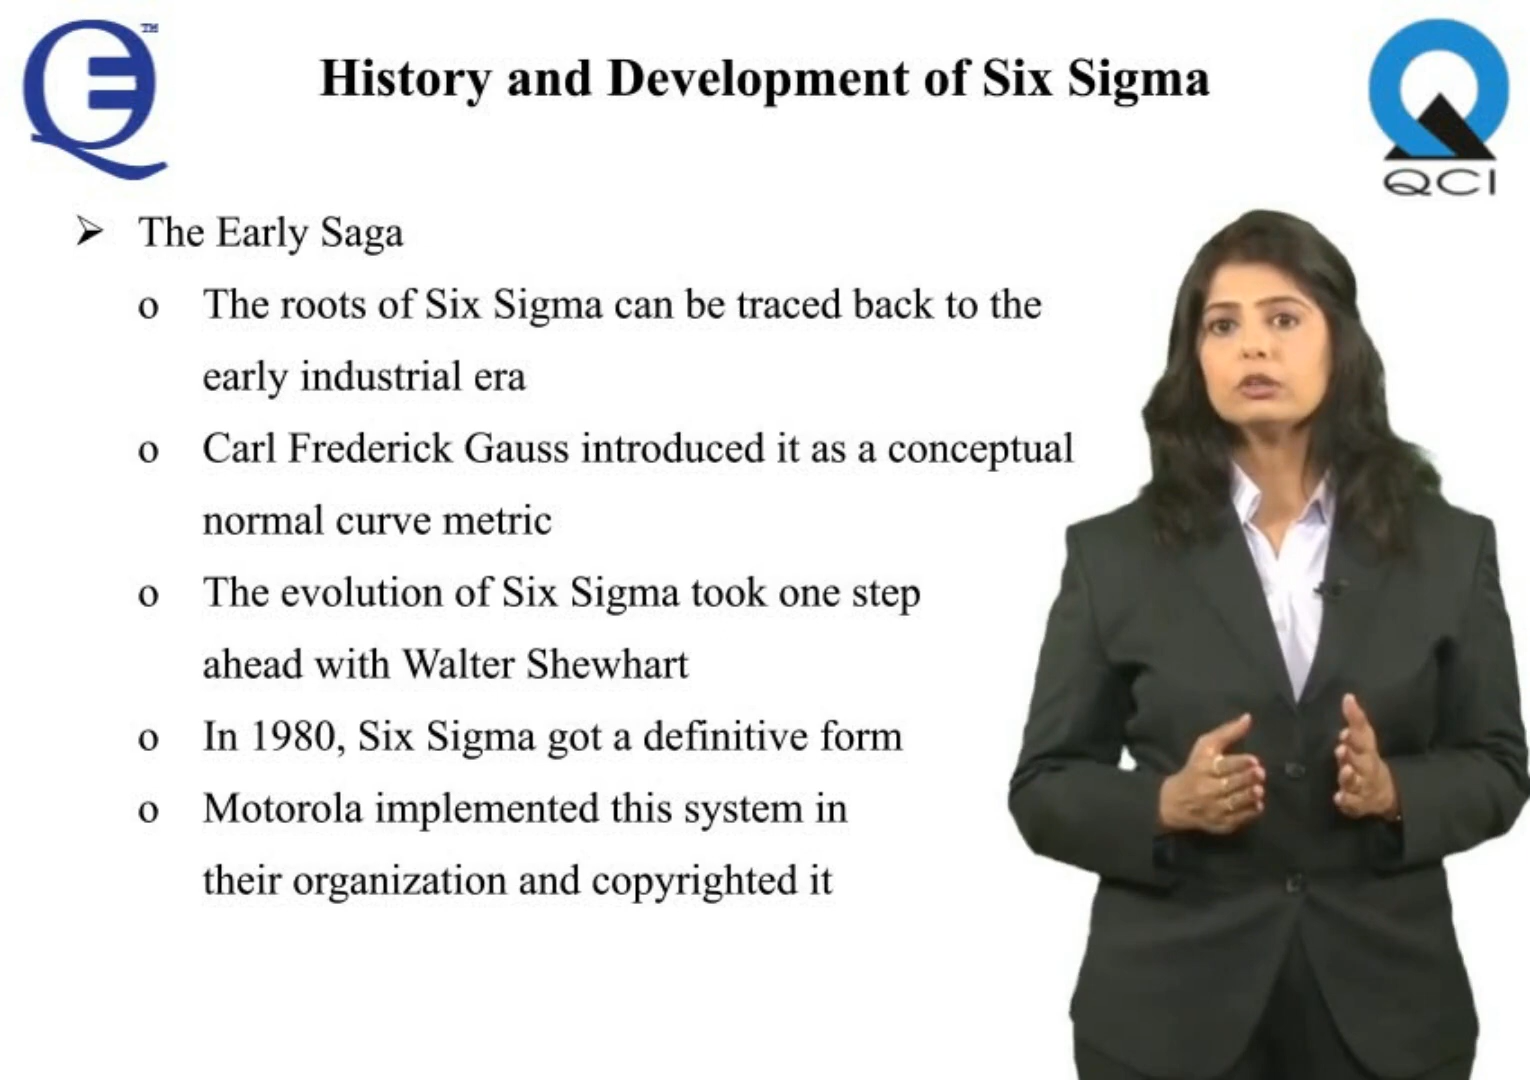 TM
History and Development of Six Sigma
QCI
➢ The Early Saga
o The roots of Six Sigma can be traced back to the
early industrial era
o Carl Frederick Gauss introduced it as a conceptual
normal curve metric
o The evolution of Six Sigma took one step
ahead with Walter Shewhart
o In 1980, Six Sigma got a definitive form
o Motorola implemented this system in
their organization and copyrighted it